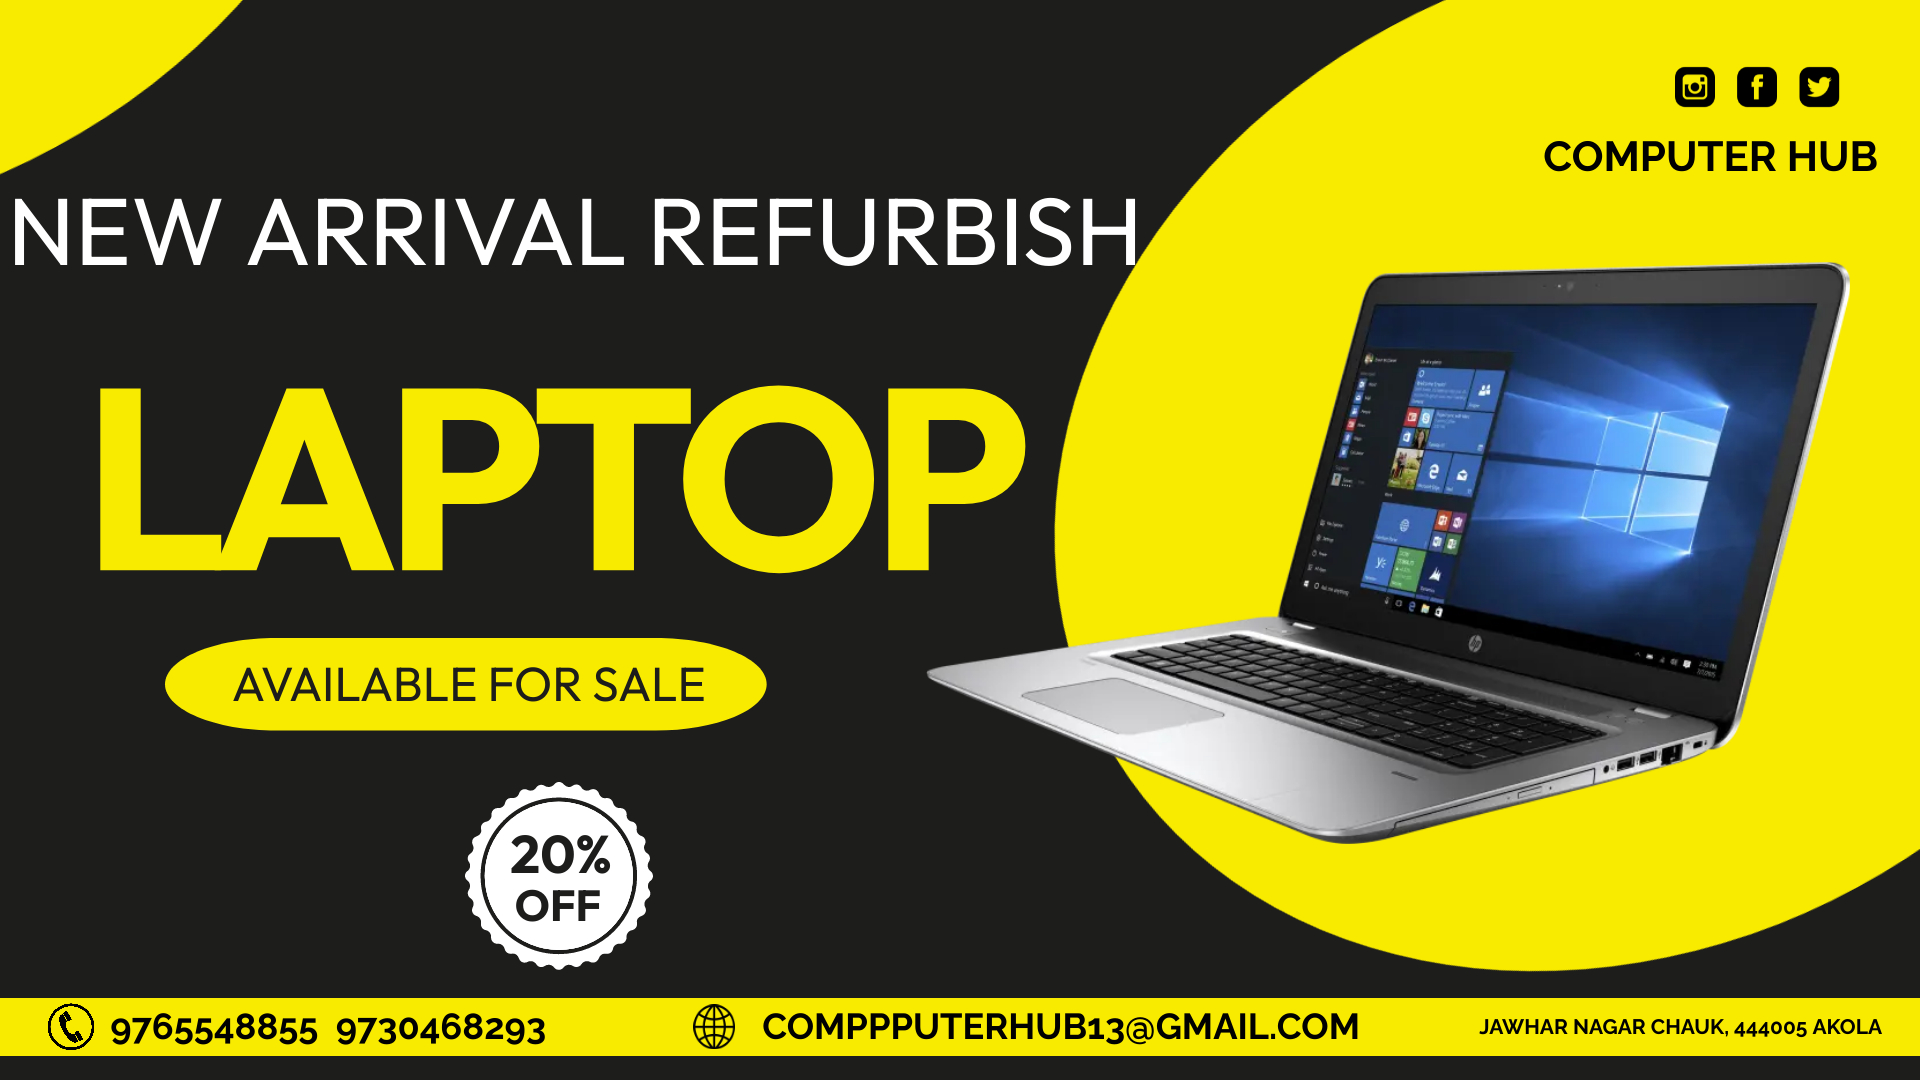 COMPUTER HUB
NEW ARRIVAL REFURBISH
LAPTOP
AVAILABLE FOR SALE
20%
OFF
hp
9765548855 9730468293
COMPPPUTERHUB13@GMAIL.COM
JAWHAR NAGAR CHAUK, 444005 AKOLA